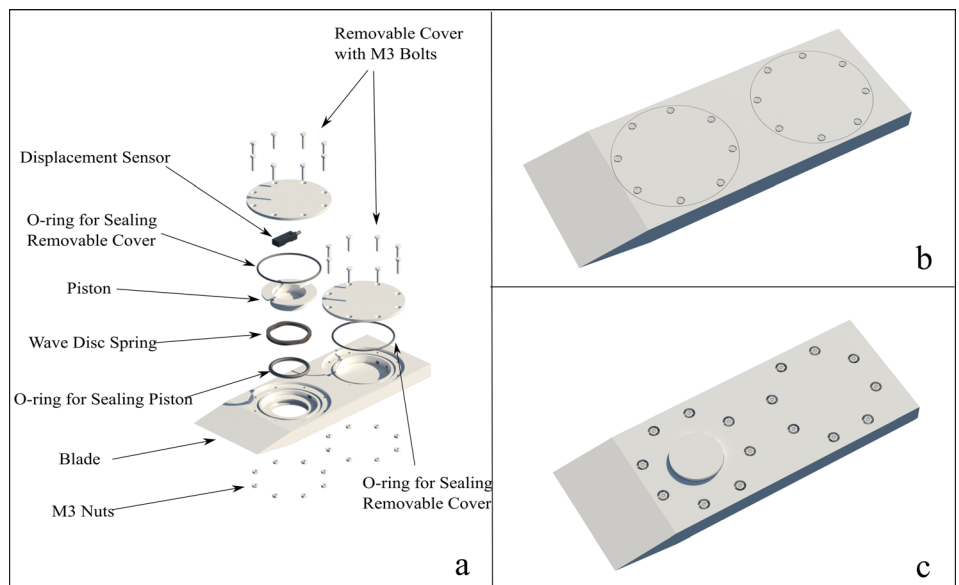 Removable Cover
with M3 Bolts
Displacement Sensor
O-ring for Sealing
Removable Cover
Piston
Wave Disc Spring
O-ring for Sealing Piston
Blade
M3 Nuts
O-ring for Sealing
Removable Cover
a
b
c